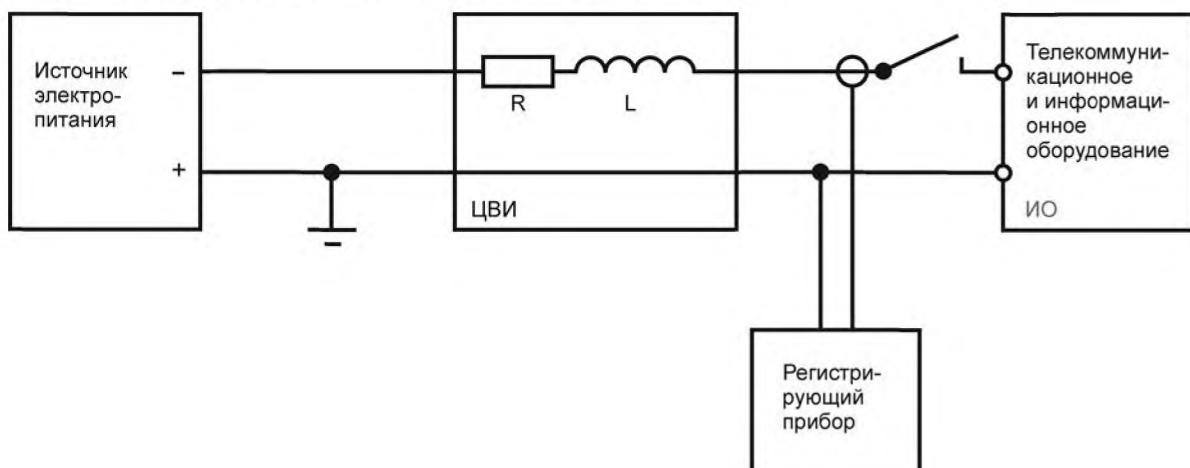 Источник
электро-
питания
–
+
R
L
ЦВИ
Телекоммуни-
кационное
и информаци-
онное
оборудование
ИО
Регистри-
рующий
прибор